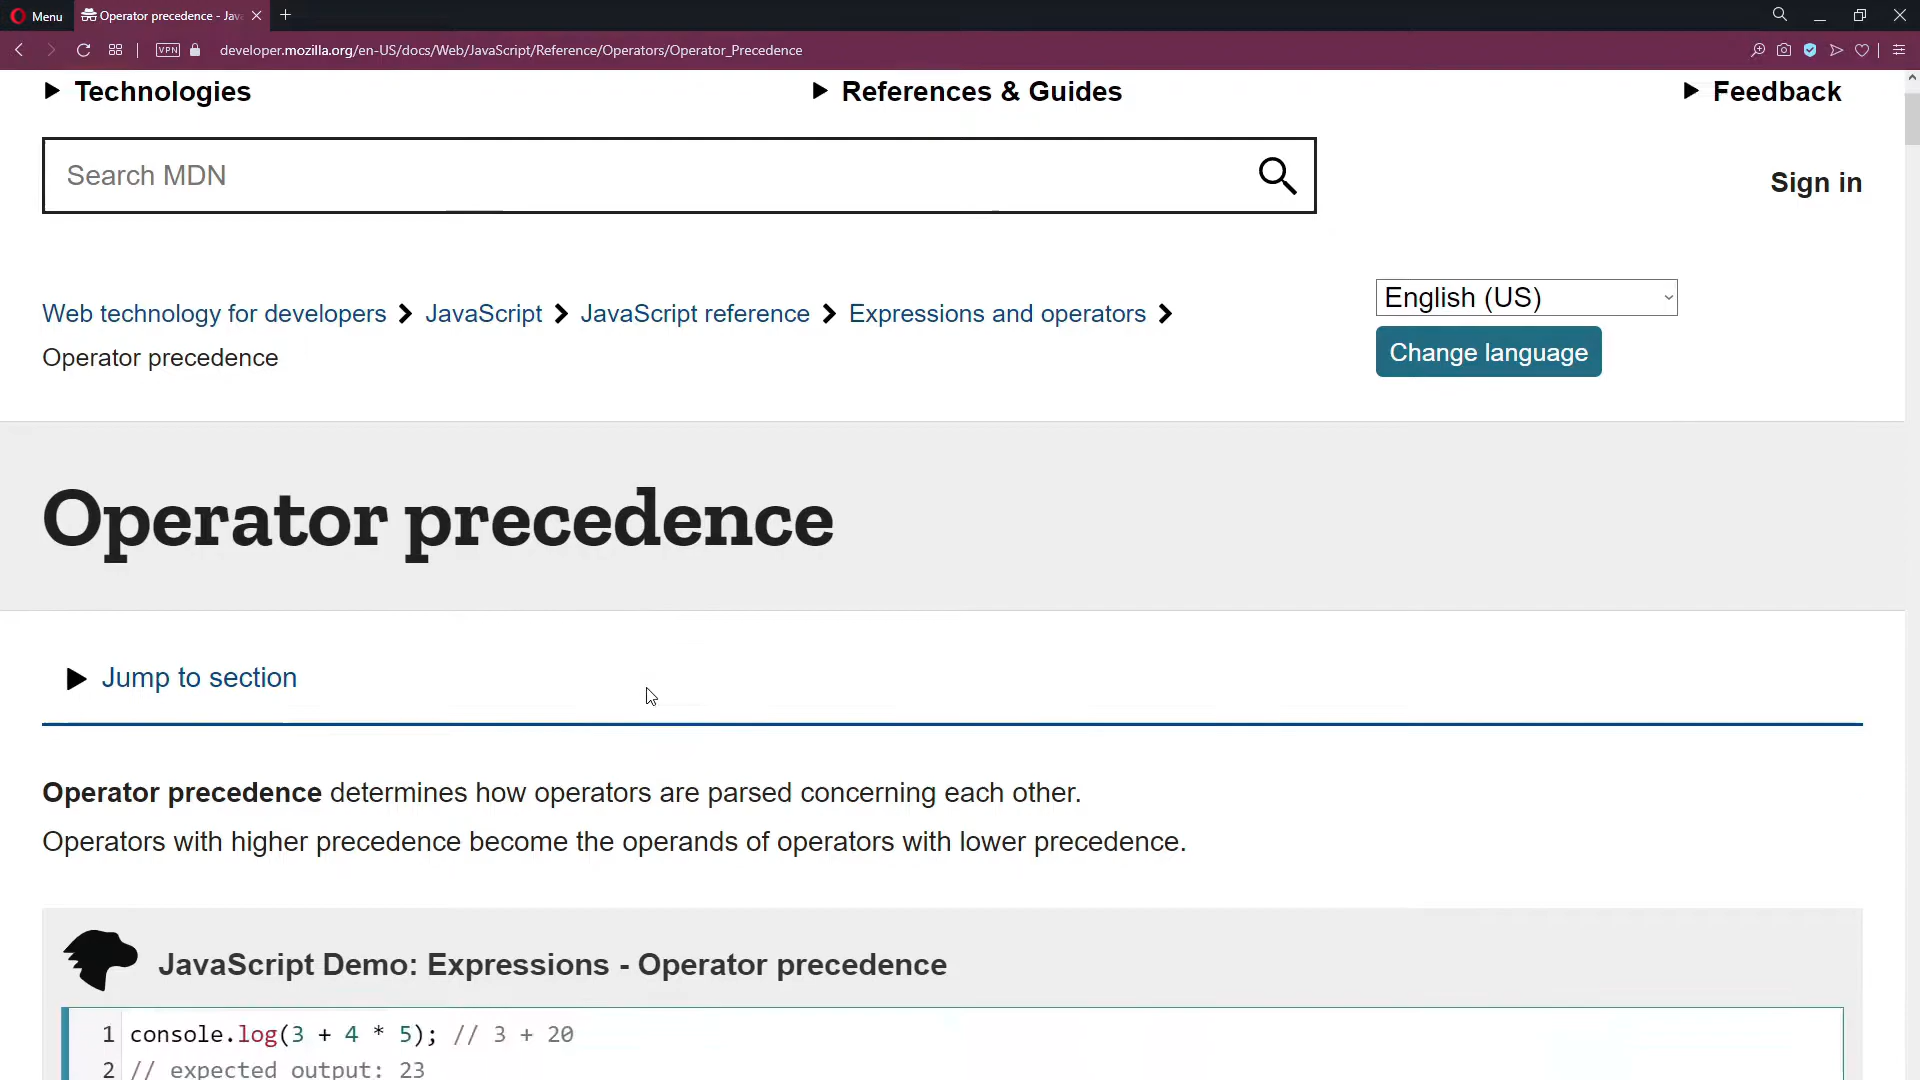 Menu
Operator precedence - Jav
VPN
developer.mozilla.org/en-US/docs/Web/JavaScript/Reference/Operators/Operator_Precedence
Technologies
References & Guides
Feedback
Search MDN
Sign in
Web technology for developers
JavaScript
JavaScript reference
Expressions and operators
Operator precedence
English (US)
Change language
Operator precedence
Jump to section
Operator precedence determines how operators are parsed concerning each other.
Operators with higher precedence become the operands of operators with lower precedence.
JavaScript Demo: Expressions - Operator precedence
1 console.log(3 + 4 * 5); // 3 + 20
2 // expected output: 23